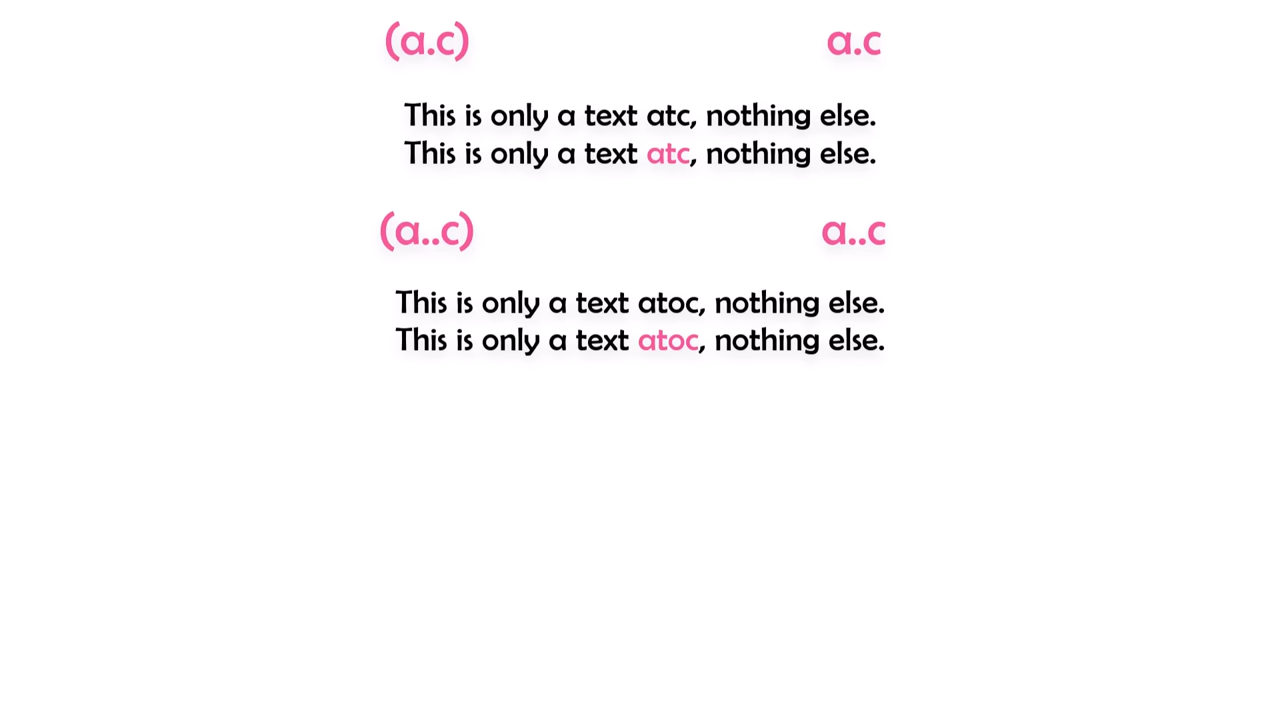 (a.c) a.c
This is only a text atc, nothing else.
This is only a text atc, nothing else.
(a..c) a..c
This is only a text atoc, nothing else.
This is only a text atoc, nothing else.